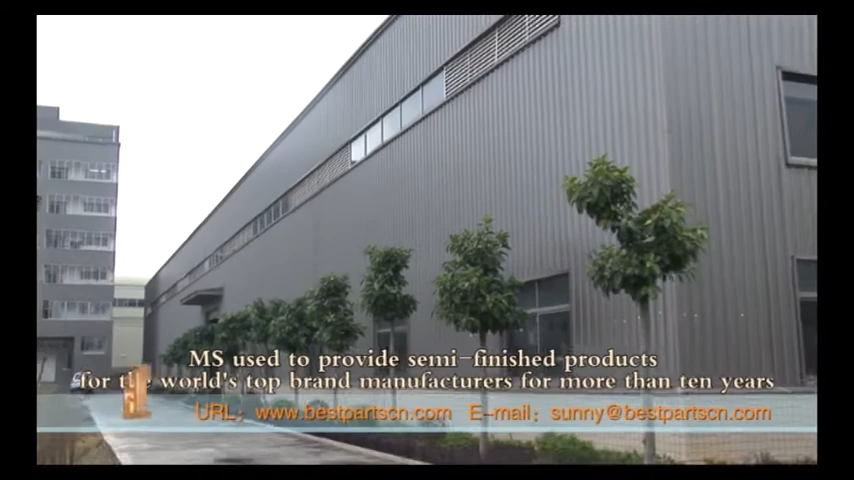 MS used to provide semi-finished products
for the world's top brand manufacturers for more than ten years
URL: www.bestpartscn.com E-mail: sunny@bestpartscn.com